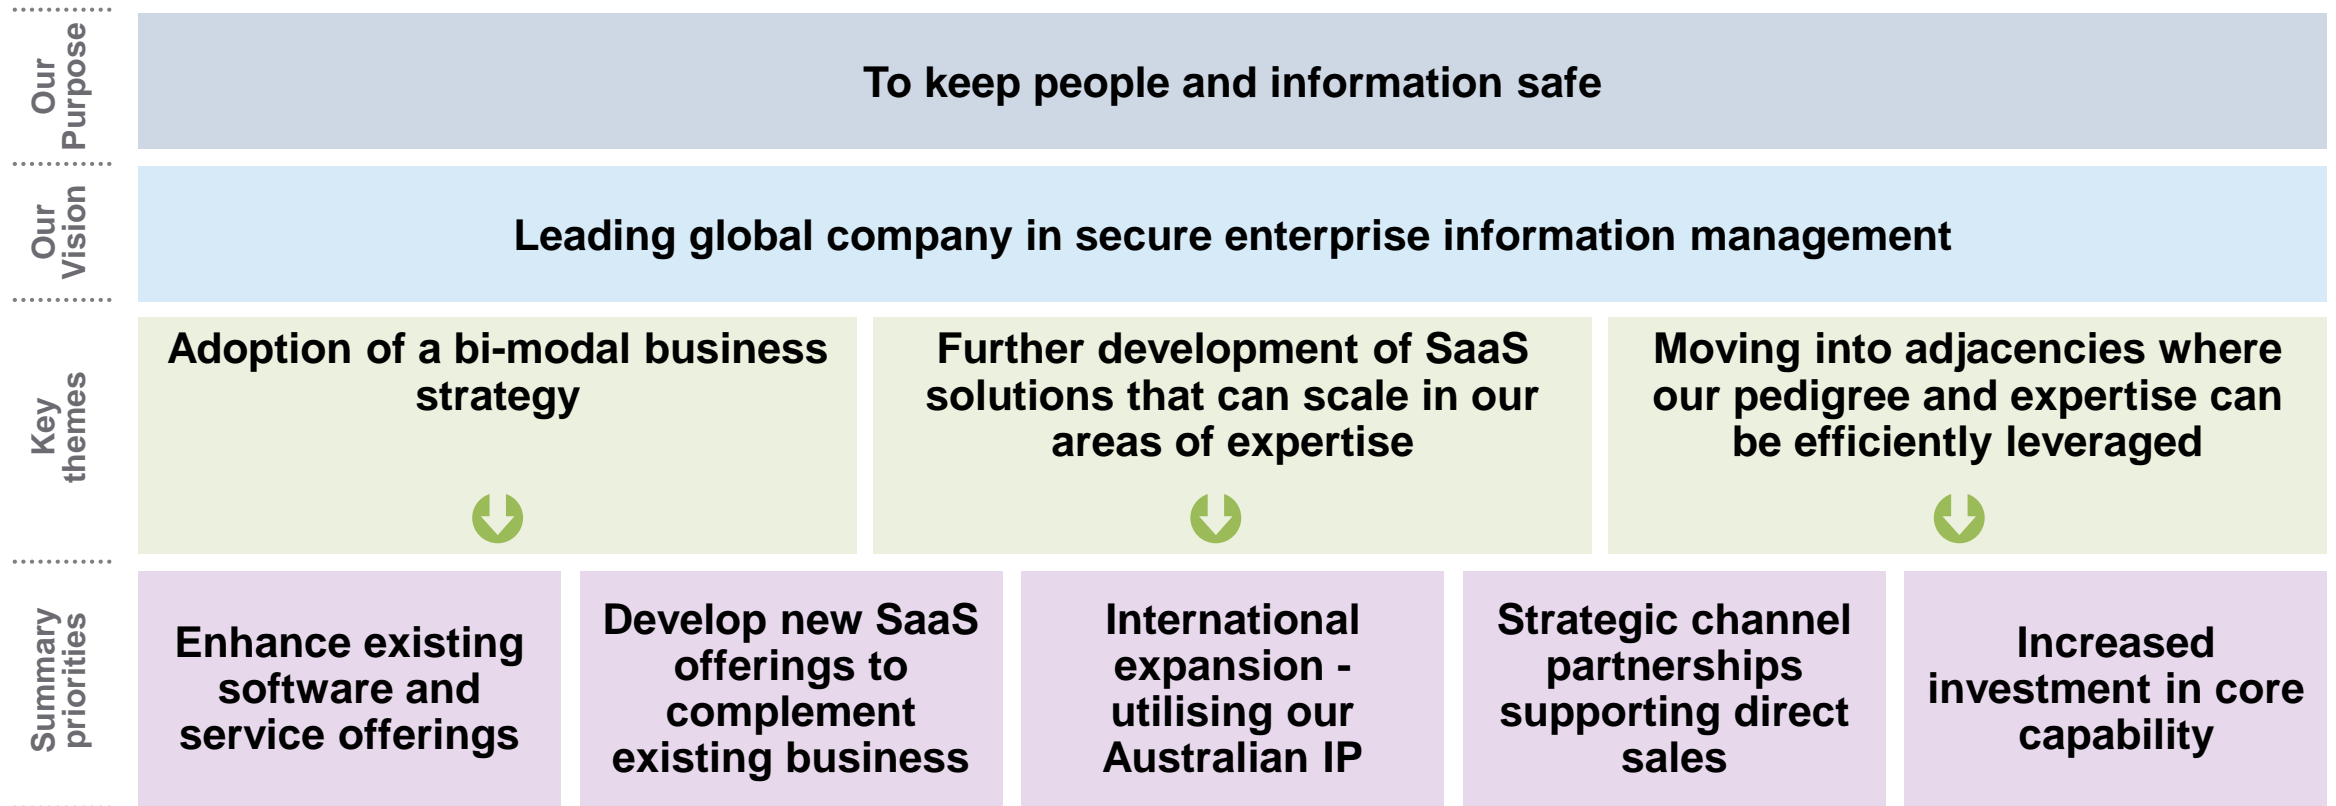 Our
Purpose
To keep people and information safe
Our
Vision
Leading global company in secure enterprise information management
Key
themes
Adoption of a bi-modal business
strategy
Further development of SaaS
solutions that can scale in our
areas of expertise
Moving into adjacencies where
our pedigree and expertise can
be efficiently leveraged
Summary
priorities
Enhance existing
software and
service offerings
Develop new SaaS
offerings to
complement
existing business
International
expansion -
utilising our
Australian IP
Strategic channel
partnerships
supporting direct
sales
Increased
investment in core
capability